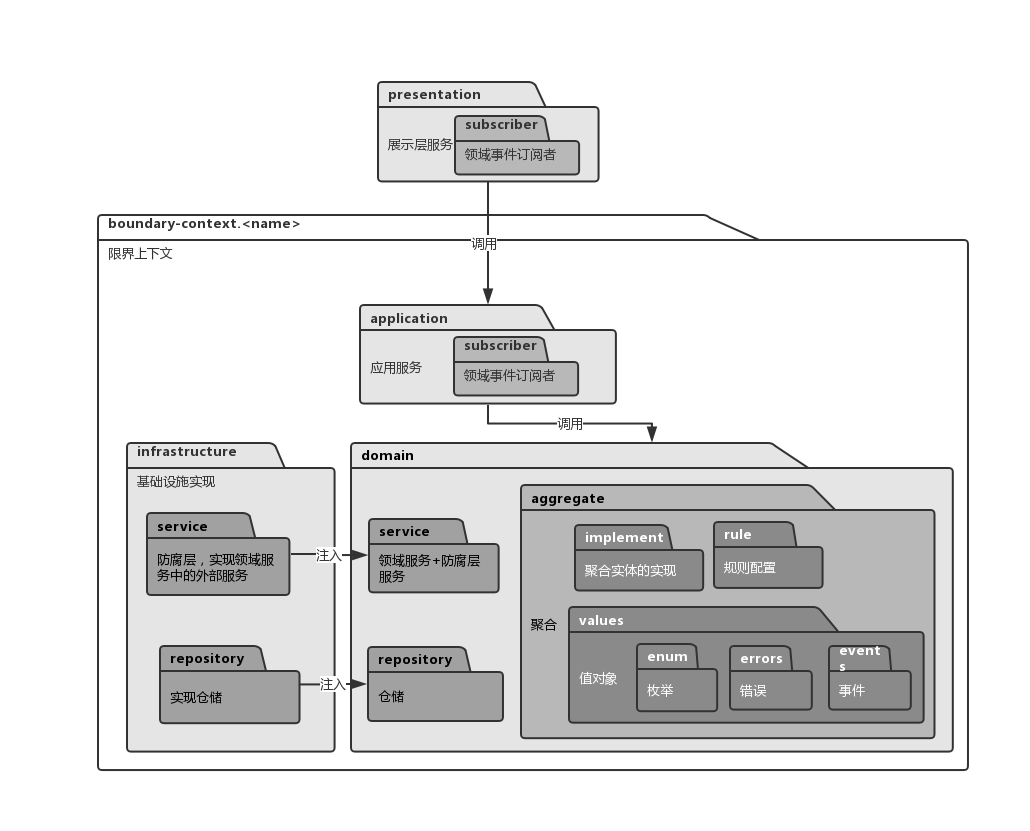 presentation
subscriber
展示层服务
领域事件订阅者
boundary-context.<name>
调用
限界上下文
application
subscriber
应用服务
领域事件订阅者
调用
infrastructure
基础设施实现
service
防腐层，实现领域服
务中的外部服务
注入
repository
实现仓储
注入
domain
service
领域服务+防腐层
服务
repository
仓储
aggregate
聚合
implement
聚合实体的实现
rule
规则配置
values
值对象
enum
枚举
errors
错误
event
s
事件